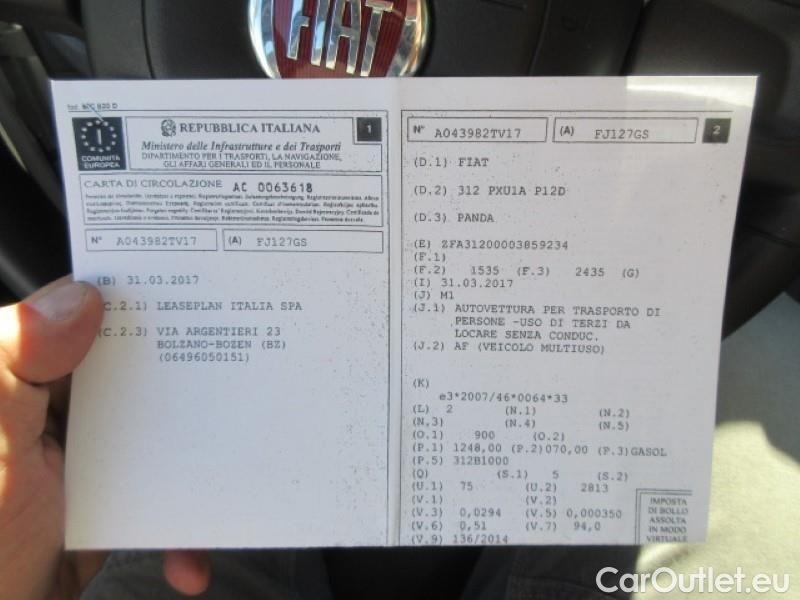 FIAT
REPUBBLICA ITALIANA
1
Ministero delle Infrastrutture e dei Trasporti
DIPARTIMENTO PER I TRASPORTI, LA NAVIGAZIONE,
GLI AFFARI GENERALI ED IL PERSONALE
I
COMUNITÀ
EUROPEA
CARTA DI CIRCOLAZIONE AC 0063618
N° A043982TV17 (A) FJ127GS
(B) 31.03.2017
C.2.1) LEASEPLAN ITALIA SPA
C.2.3) VIA ARGENTIERI 23
BOLZANO-BOZEN (BZ)
(06496050151)
N° A043982TV17 (A) FJ127GS 2
(D.1) FIAT
(D.2) 312 PXU1A P12D
(D.3) PANDA
(E) ZFA31200003859234
(F.1)
(F.2) 1535 (F.3) 2435 (G)
(I) 31.03.2017
(J) M1
(J.1) AUTOVETTURA PER TRASPORTO DI
PERSONE -USO DI TERZI DA
LOCARE SENZA CONDUC.
(J.2) AF (VEICOLO MULTIUSO)
(K)
e3*2007/46*0064*33
(L) 2 (N.1) (N.2)
(N,3) (N.4) (N.5)
(O.1) 900 (O.2)
(P.1) 1248,00 (P.2)070,00 (P.3)GASOL
(P.5) 312B1000
(Q) (S.1) 5 (S.2)
(U.1) 75 (U.2) 2813
(V.1) (V.2)
(V.3) 0,0294 (V.5) 0,000350
(V.6) 0,51 (V.7) 94,0
(V.9) 136/2014
IMPOSTA
DI BOLLO
ASSOLTA
IN MODO
VIRTUALE
CarOutlet.eu